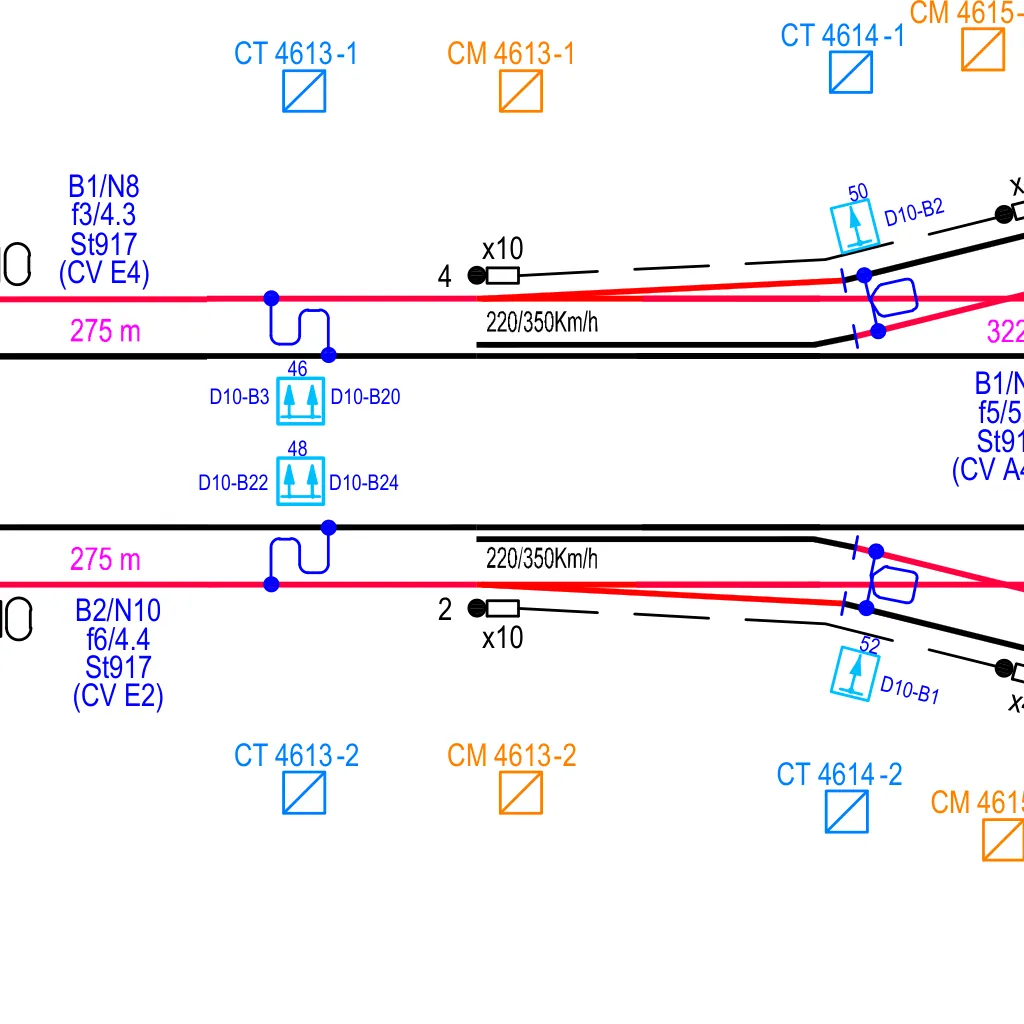 CM 4615-
CT 4613-1
CM 4613-1
CT 4614-1
B1/N8
f3/4.3
St917
(CV E4)
50
D10-B2
x
x10
4
275 m
220/350Km/h
322
46
D10-B3
D10-B20
B1/N
f5/5.
St91
(CV A4
48
D10-B22
D10-B24
275 m
220/350Km/h
B2/N10
f6/4.4
St917
(CV E2)
2
x10
52
D10-B1
x4
CT 4613-2
CM 4613-2
CT 4614-2
CM 4615